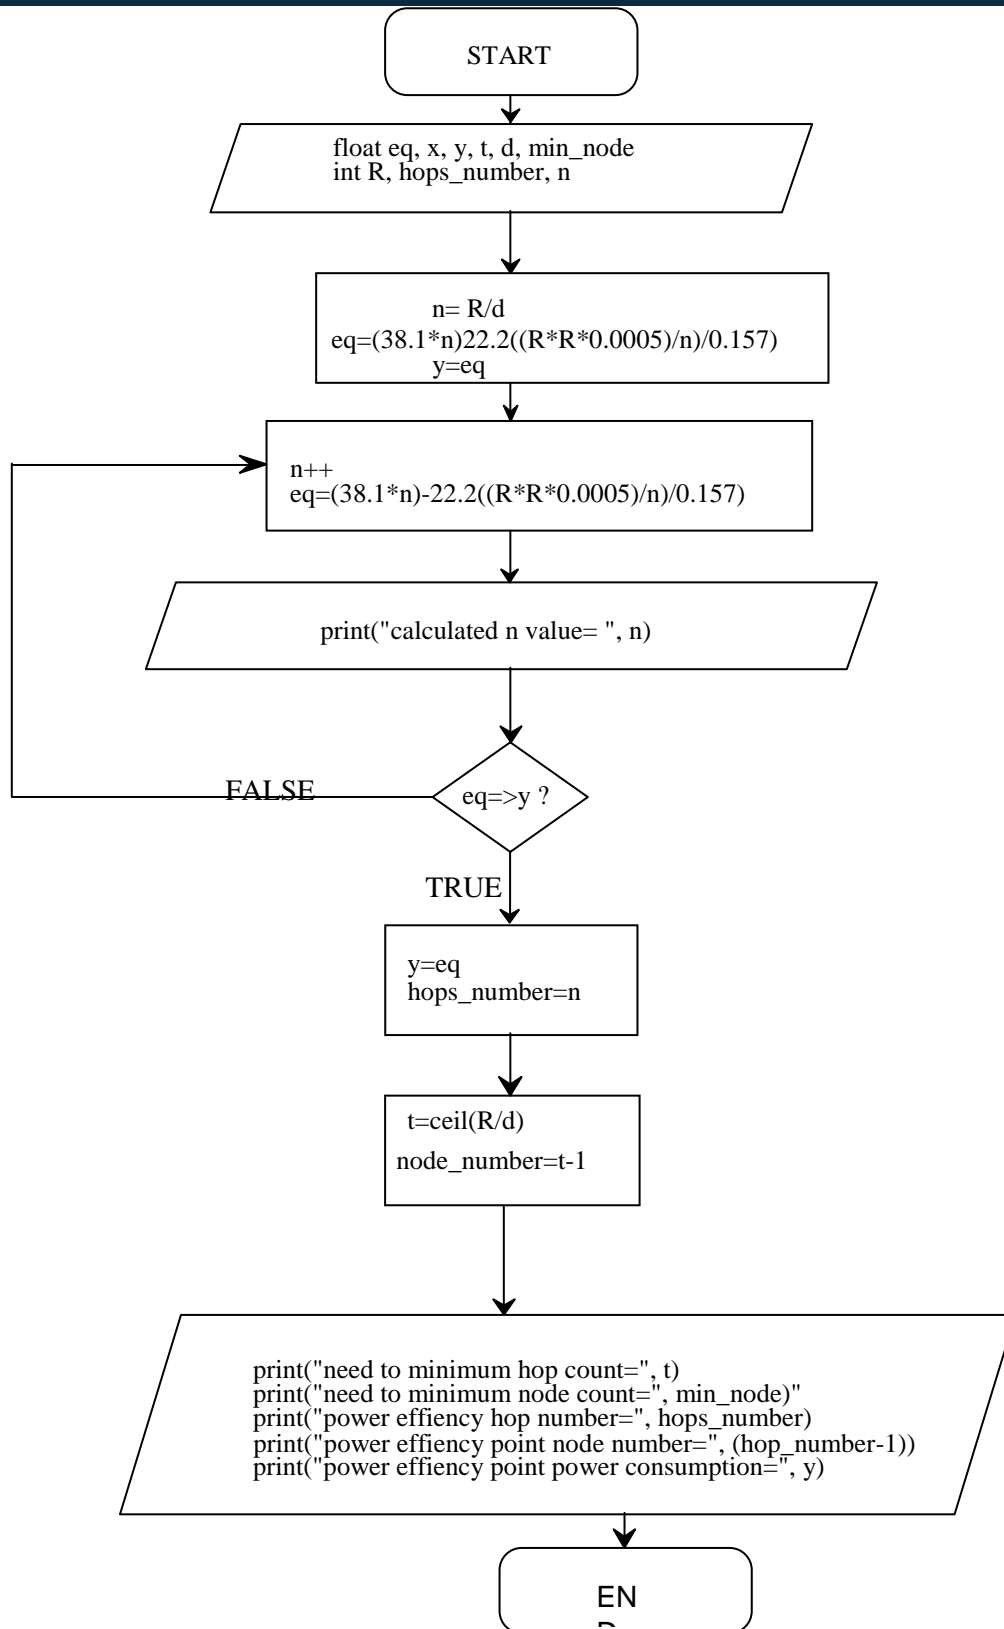 START
float eq, x, y, t, d, min_node
int R, hops_number, n
n= R/d
eq=(38.1*n)22.2((R*R*0.0005)/n)/0.157)
y=eq
n++
eq=(38.1*n)-22.2((R*R*0.0005)/n)/0.157)
print("calculated n value= ", n)
FALSE
eq=>y ?
TRUE
y=eq
hops_number=n
t=ceil(R/d)
node_number=t-1
print("need to minimum hop count=", t)
print("need to minimum node count=", min_node)"
print("power effiency hop number=", hops_number)
print("power effiency point node number=", (hop_number-1))
print("power effiency point power consumption=", y)
EN
D